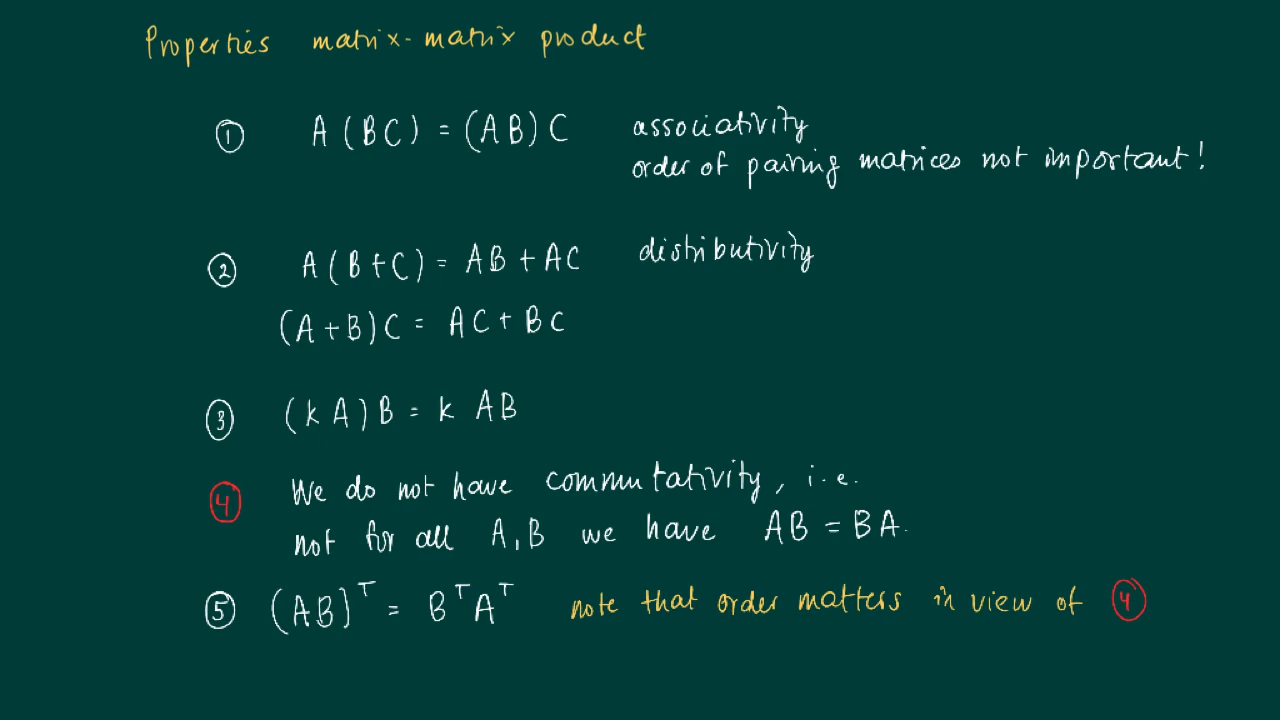 Properties matrix-matrix product
① A(BC) = (AB)C associativity
order of pairing matrices not important!
② A(B+C) = AB + AC distributivity
(A+B)C = AC + BC
③ (kA)B = k AB
④ We do not have commutativity, i.e.
not for all A,B we have AB = BA.
⑤ (AB)ᵀ = BᵀAᵀ note that order matters in view of ④